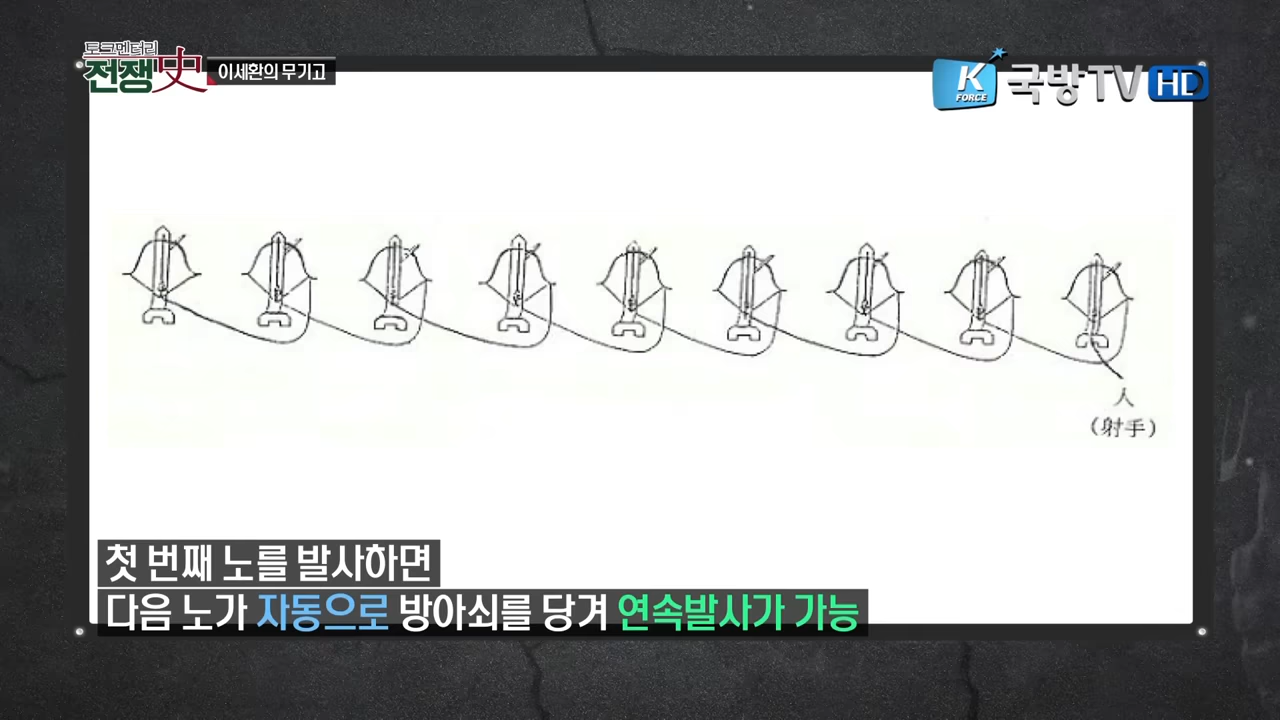 토크멘터리
전쟁史
이세환의 무기고
K
FORCE
국방TV HD
人
(射手)
첫 번째 노를 발사하면
다음 노가 자동으로 방아쇠를 당겨 연속발사가 가능